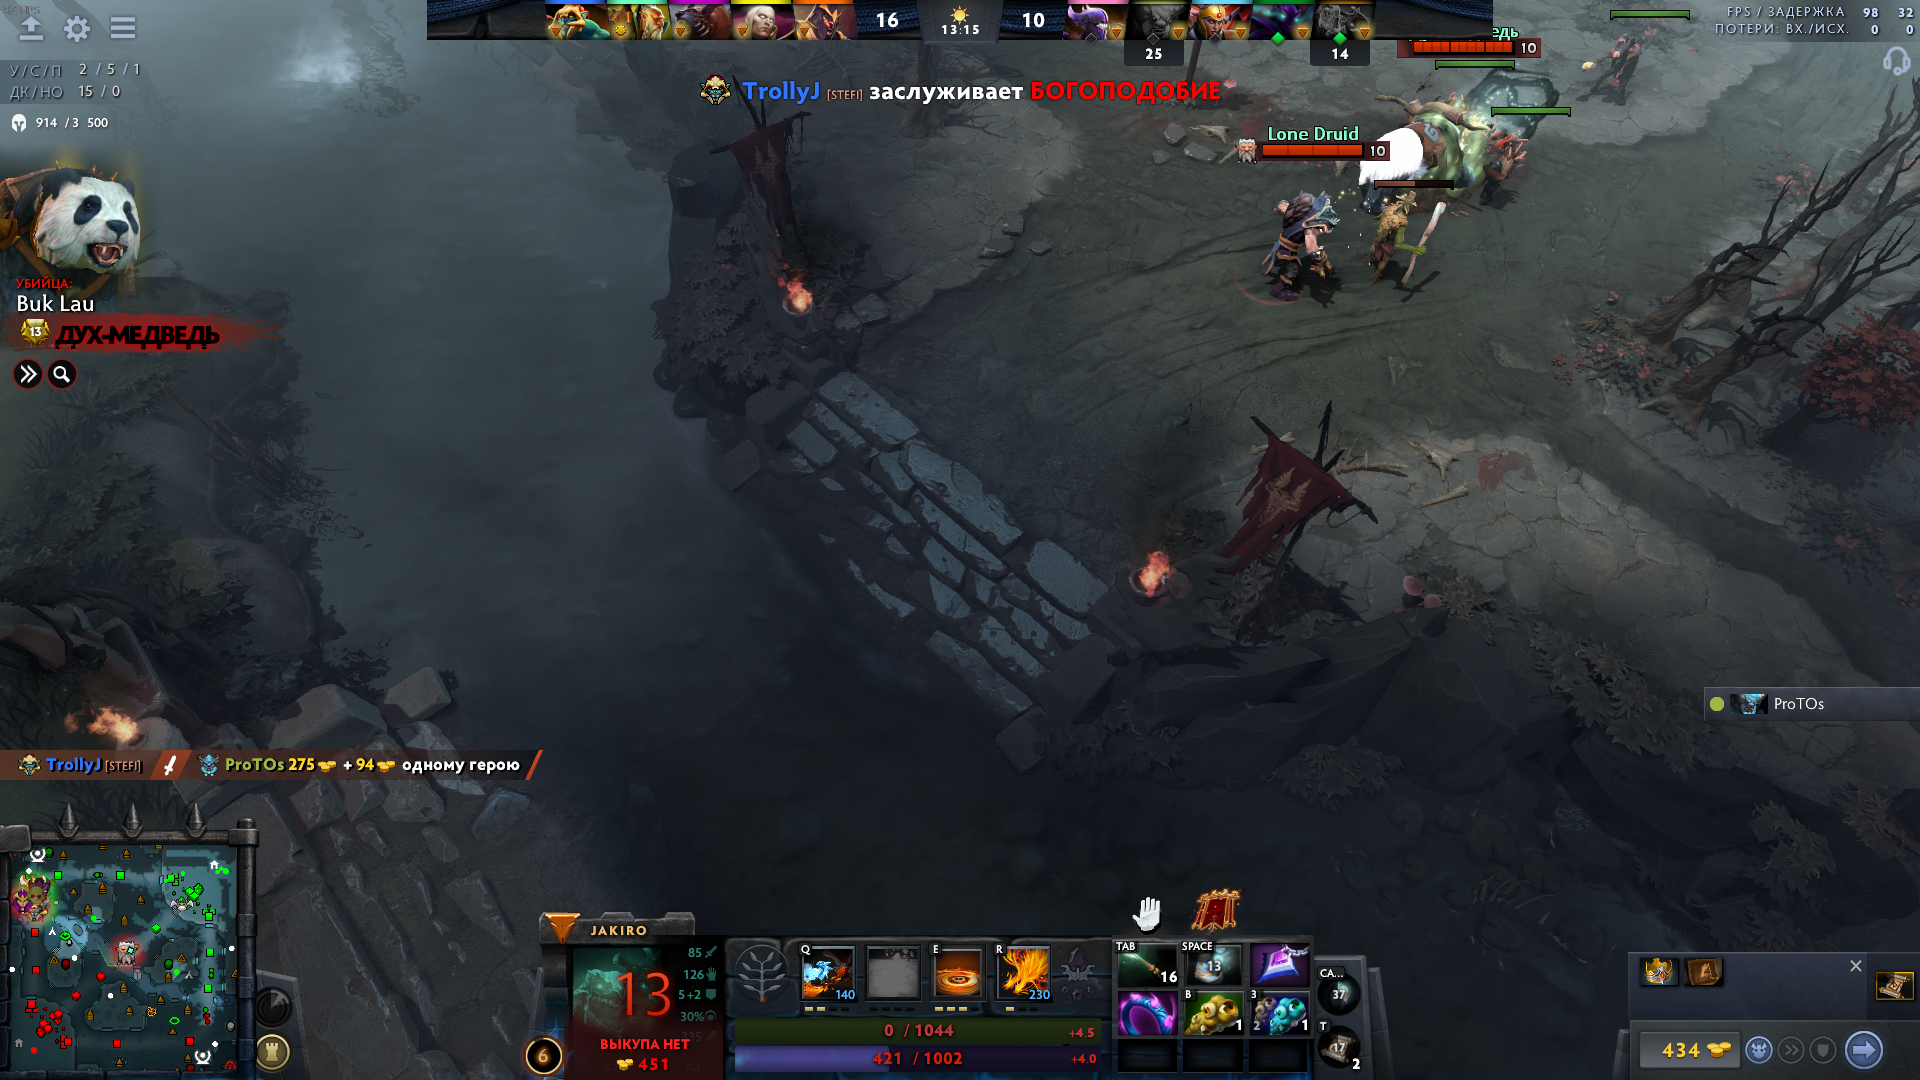 У/С/П 2 / 5 / 1
ДК/НО 15 / 0
914 / 3 500
16
13:15
10
25
14
FPS / ЗАДЕРЖКА 98 32
ПОТЕРИ: ВХ./ИСХ. 0 0
10
TrollyJ [STEFI] заслуживает БОГОПОДОБИЕ
Lone Druid
10
УБИЙЦА:
Buk Lau
13 ДУХ-МЕДВЕДЬ
ProTOs
TrollyJ [STEFI] ProTOs 275 + 94 одному герою
JAKIRO
85
126
5+2
30%
13
ВЫКУПА НЕТ
451
6
Q
140
E
R
230
0 / 1044 +4.5
421 / 1002 +4.0
TAB
16
SPACE
13
B
1
3
2
1
CA...
37
T
17
2
434